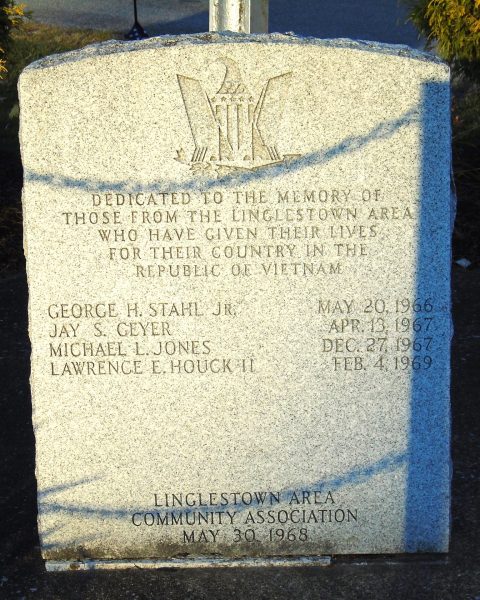 DEDICATED TO THE MEMORY OF
THOSE FROM THE LINGLESTOWN AREA
WHO HAVE GIVEN THEIR LIVES
FOR THEIR COUNTRY IN THE
REPUBLIC OF VIETNAM
GEORGE H. STAHL JR. MAY 20, 1966
JAY S. GEYER APR. 13, 1967
MICHAEL L. JONES DEC. 27, 1967
LAWRENCE E. HOUCK II FEB. 4, 1969
LINGLESTOWN AREA
COMMUNITY ASSOCIATION
MAY 30, 1968